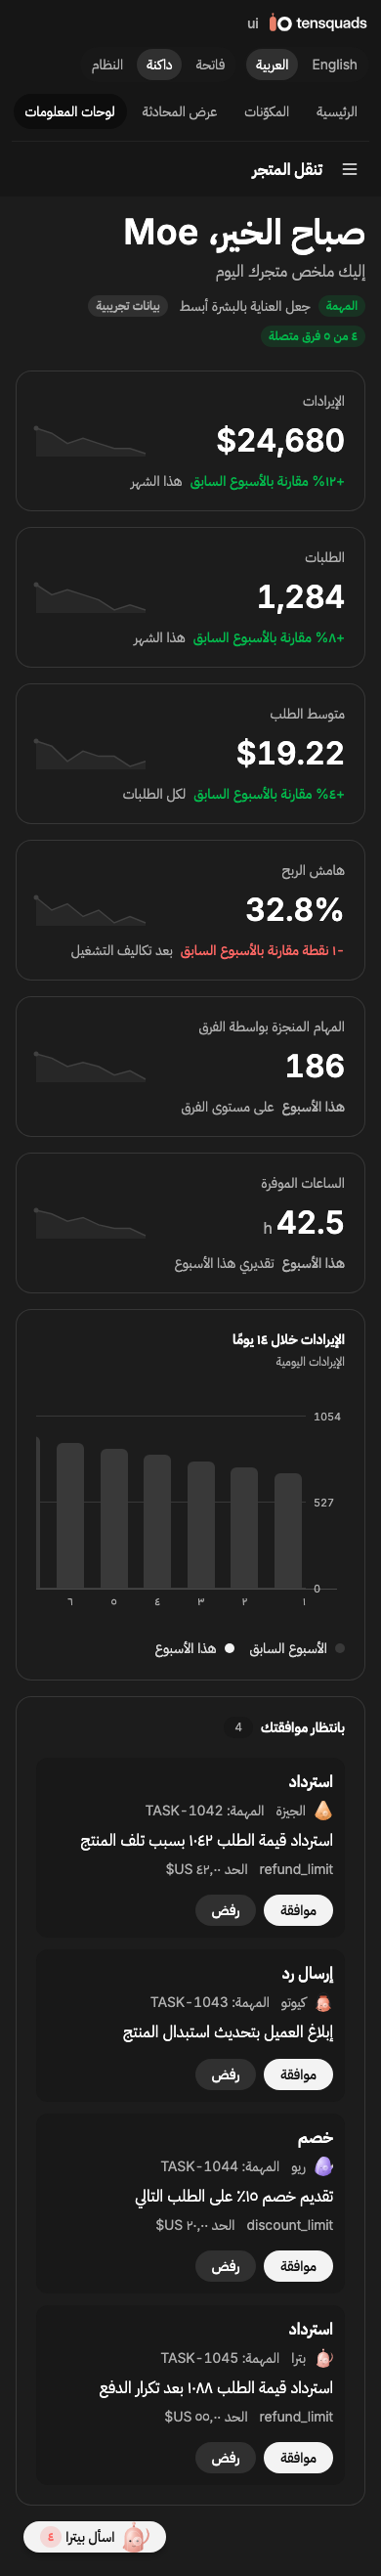 tensquads ui
English العربية فاتحة داكنة النظام
الرئيسية المكوّنات عرض المحادثة لوحات المعلومات
تنقل المتجر
صباح الخير، Moe
إليك ملخص متجرك اليوم
المهمة جعل العناية بالبشرة أبسط بيانات تجريبية
٤ من ٥ فرق متصلة
الإيرادات
$24,680
+١٢% مقارنة بالأسبوع السابق هذا الشهر
الطلبات
1,284
+٨% مقارنة بالأسبوع السابق هذا الشهر
متوسط الطلب
$19.22
+٤% مقارنة بالأسبوع السابق لكل الطلبات
هامش الربح
32.8%
-١ نقطة مقارنة بالأسبوع السابق بعد تكاليف التشغيل
المهام المنجزة بواسطة الفرق
186
هذا الأسبوع على مستوى الفرق
الساعات الموفرة
42.5 h
هذا الأسبوع تقديري هذا الأسبوع
الإيرادات خلال ١٤ يومًا
الإيرادات اليومية
1054
527
0
١ ٢ ٣ ٤ ٥ ٦
الأسبوع السابق هذا الأسبوع
بانتظار موافقتك 4
استرداد
الجيزة المهمة: TASK-1042
استرداد قيمة الطلب ١٠٤٢ بسبب تلف المنتج
refund_limit الحد ٤٢,٠٠ US$
موافقة رفض
إرسال رد
كيوتو المهمة: TASK-1043
إبلاغ العميل بتحديث استبدال المنتج
موافقة رفض
خصم
ريو المهمة: TASK-1044
تقديم خصم ١٥٪ على الطلب التالي
discount_limit الحد ٢٠,٠٠ US$
موافقة رفض
استرداد
بترا المهمة: TASK-1045
استرداد قيمة الطلب ١٠٨٨ بعد تكرار الدفع
refund_limit الحد ٥٥,٠٠ US$
موافقة رفض
اسأل بيترا ٤